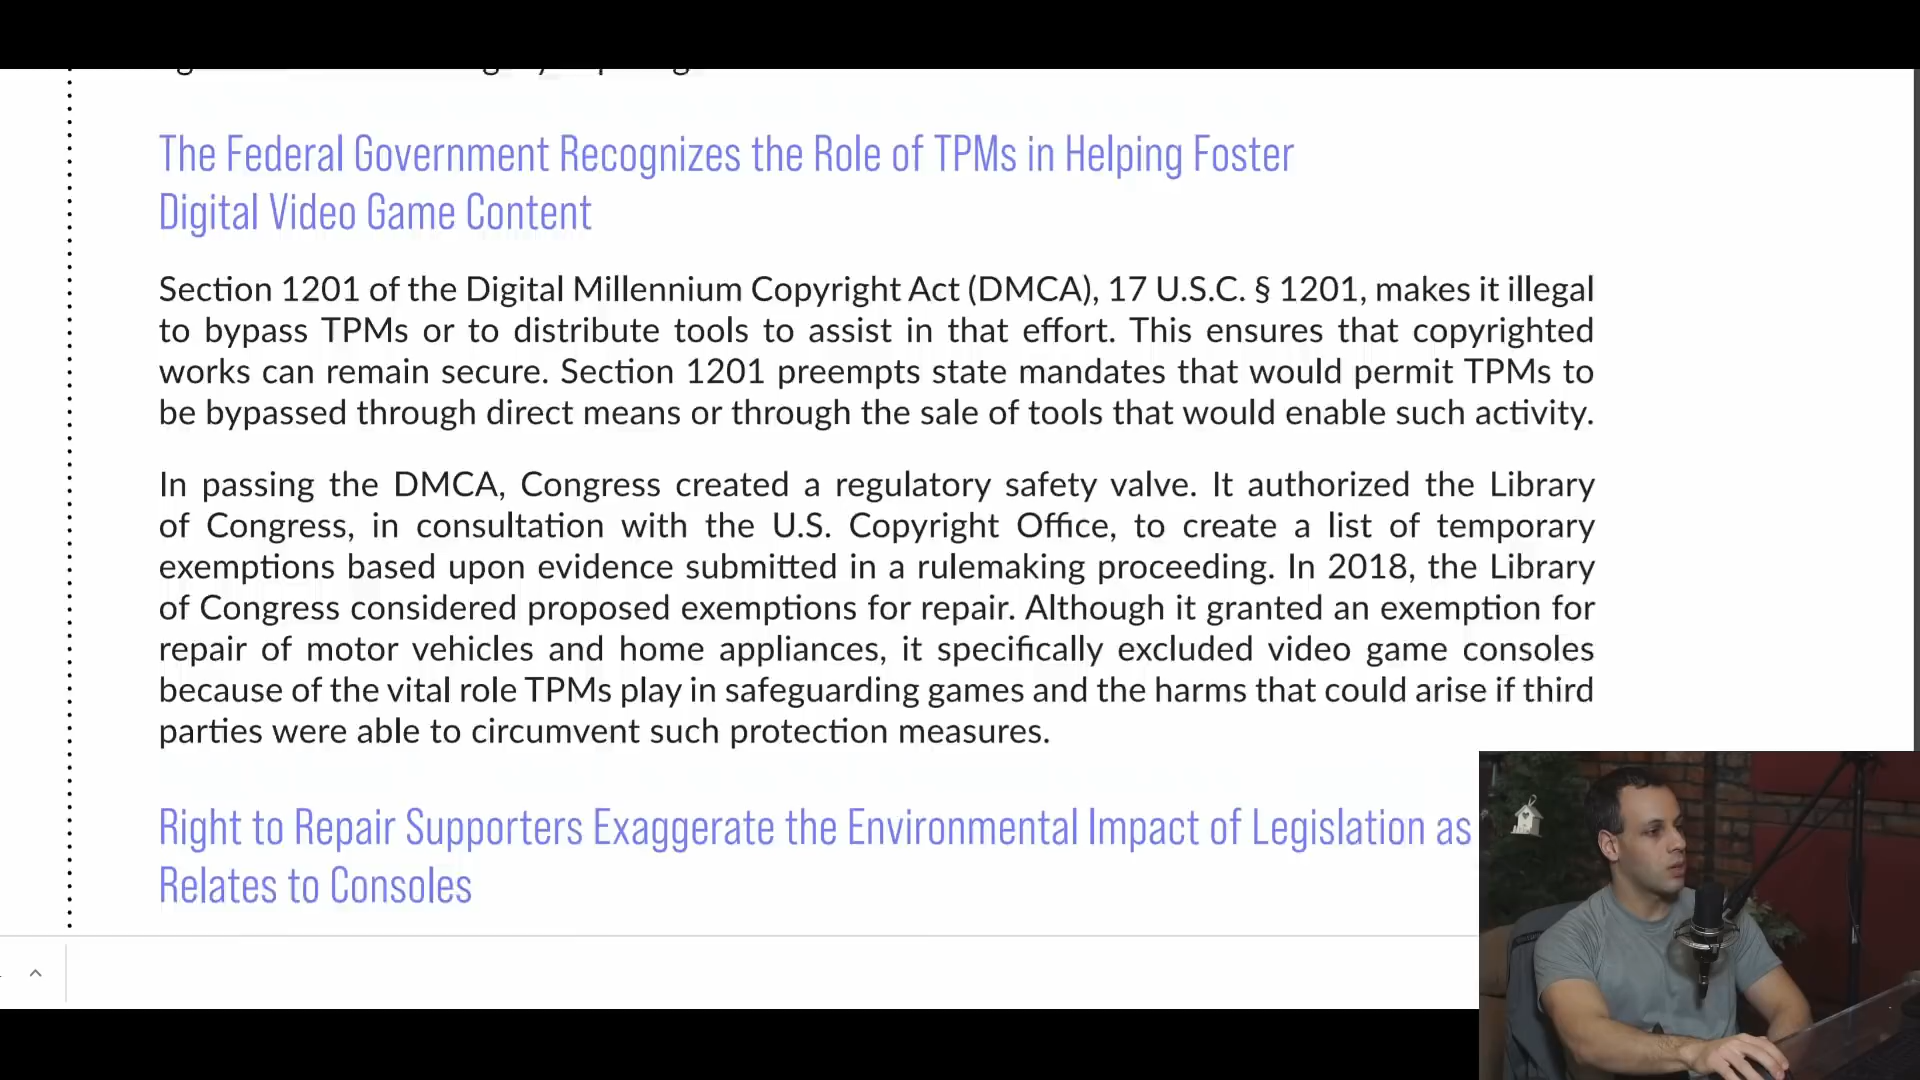 The Federal Government Recognizes the Role of TPMs in Helping Foster
Digital Video Game Content
Section 1201 of the Digital Millennium Copyright Act (DMCA), 17 U.S.C. § 1201, makes it illegal
to bypass TPMs or to distribute tools to assist in that effort. This ensures that copyrighted
works can remain secure. Section 1201 preempts state mandates that would permit TPMs to
be bypassed through direct means or through the sale of tools that would enable such activity.
In passing the DMCA, Congress created a regulatory safety valve. It authorized the Library
of Congress, in consultation with the U.S. Copyright Office, to create a list of temporary
exemptions based upon evidence submitted in a rulemaking proceeding. In 2018, the Library
of Congress considered proposed exemptions for repair. Although it granted an exemption for
repair of motor vehicles and home appliances, it specifically excluded video game consoles
because of the vital role TPMs play in safeguarding games and the harms that could arise if third
parties were able to circumvent such protection measures.
Right to Repair Supporters Exaggerate the Environmental Impact of Legislation as
Relates to Consoles